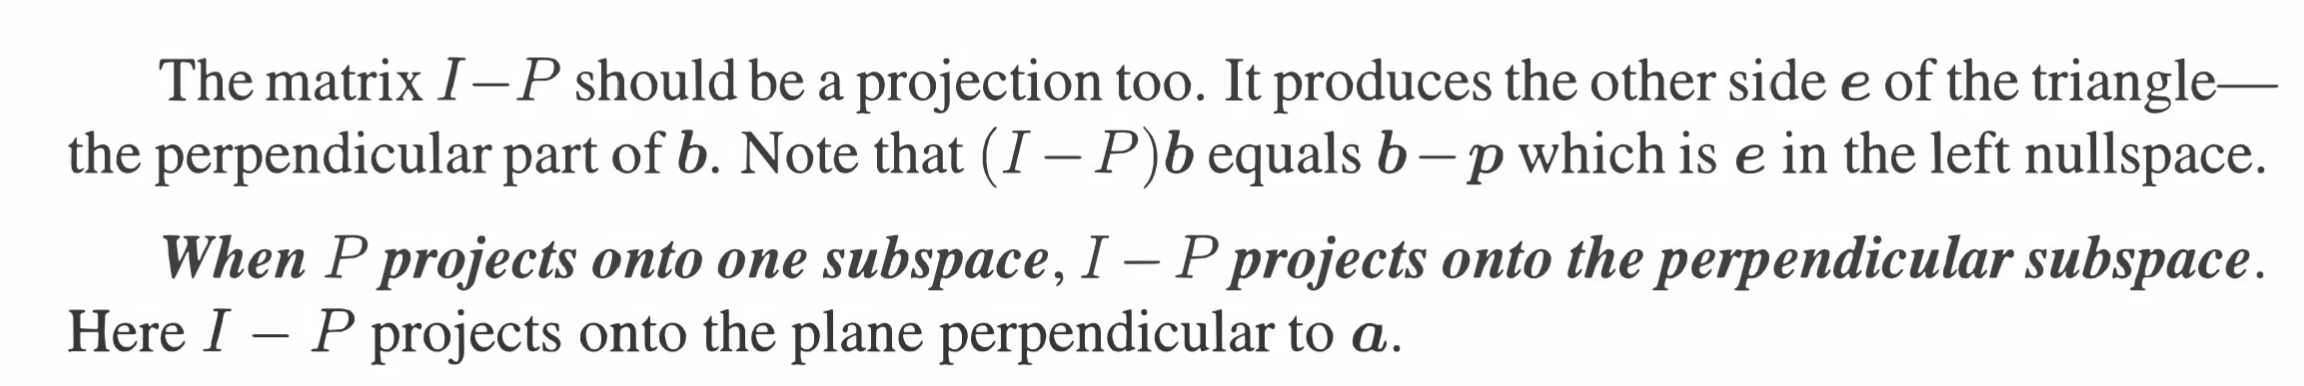 The matrix I − P should be a projection too. It produces the other side e of the triangle—
the perpendicular part of b. Note that (I − P)b equals b − p which is e in the left nullspace.
When P projects onto one subspace, I − P projects onto the perpendicular subspace.
Here I − P projects onto the plane perpendicular to a.